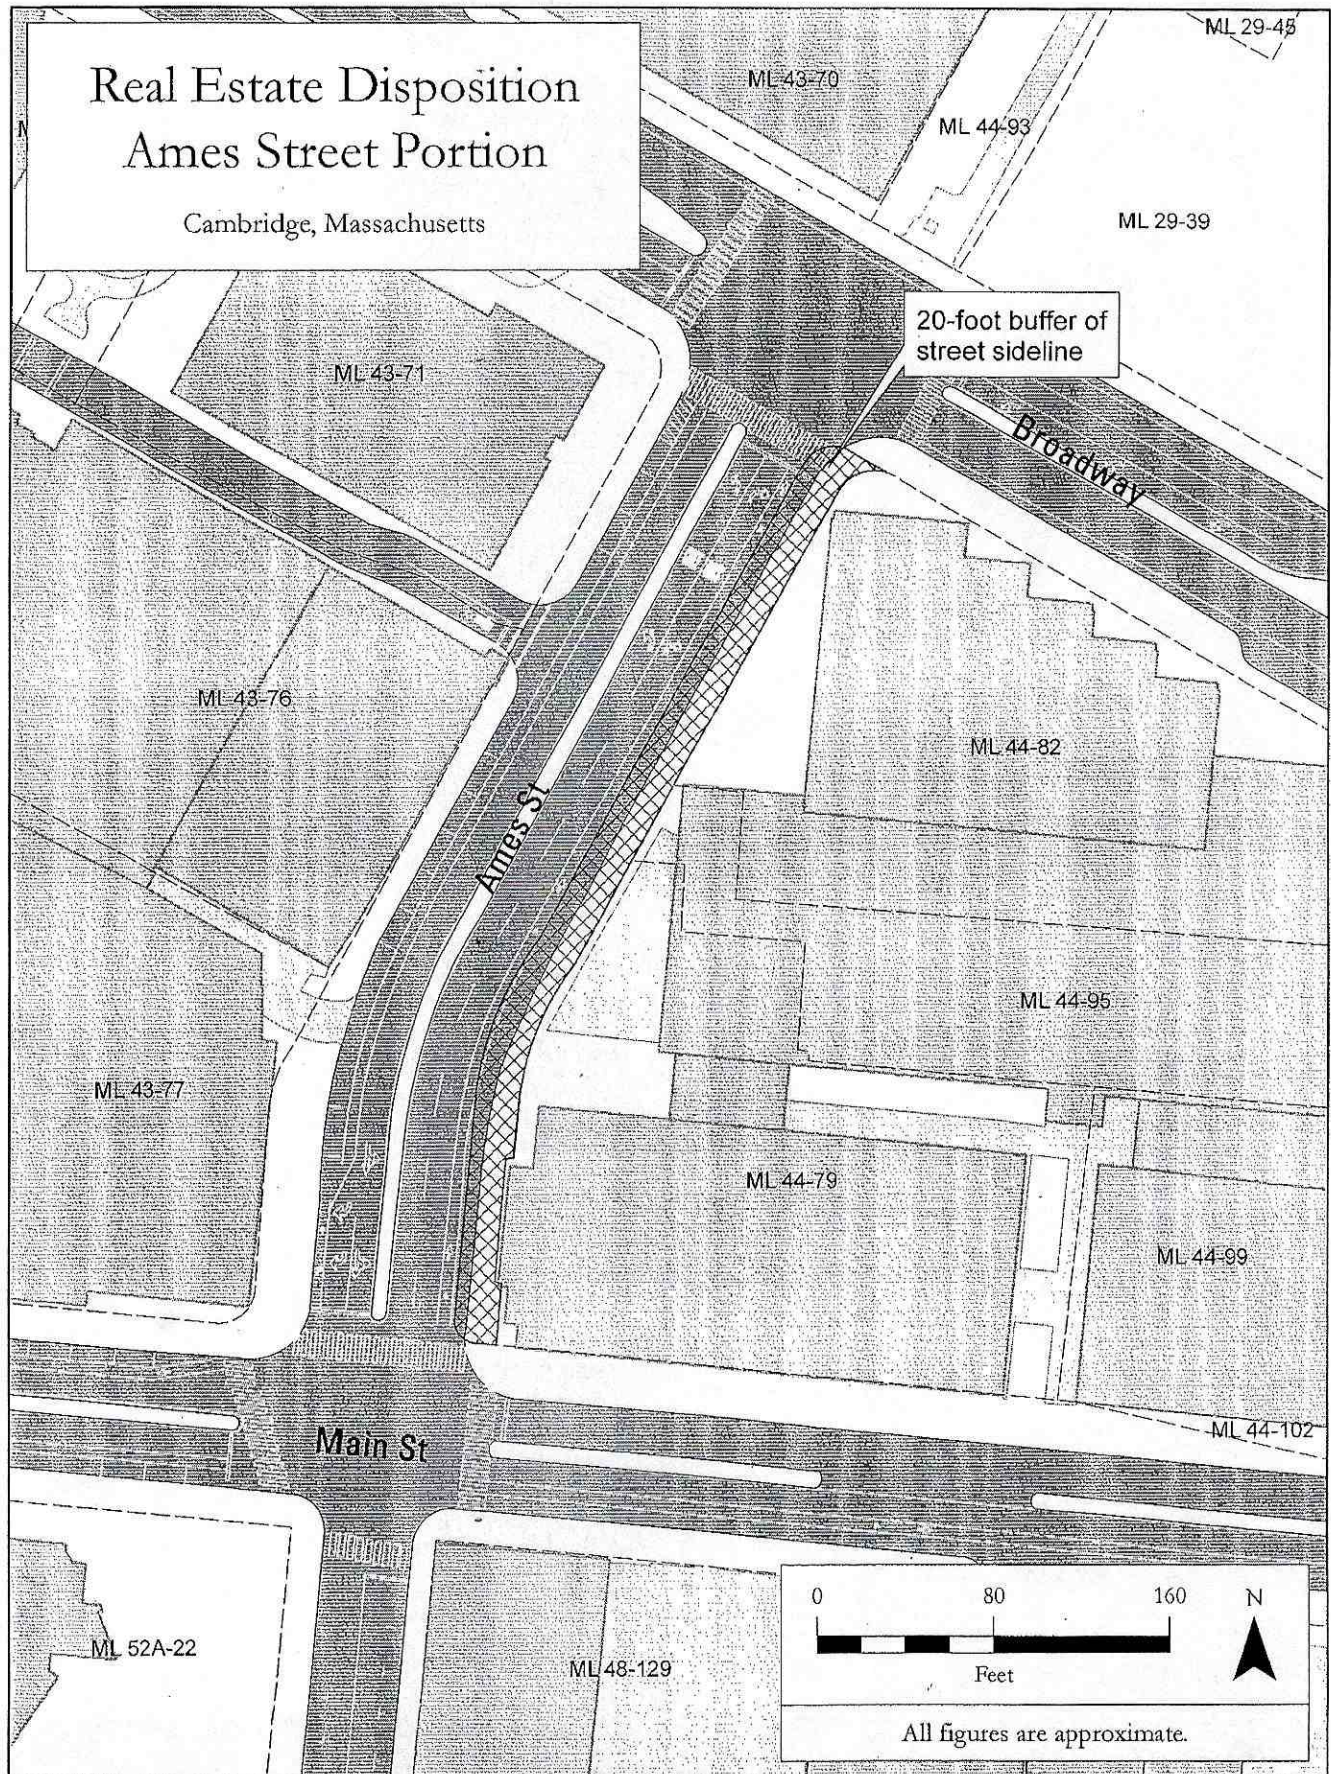 Real Estate Disposition
Ames Street Portion
Cambridge, Massachusetts
ML 29-45
ML 43-70
ML 44-93
ML 29-39
20-foot buffer of
street sideline
ML 43-71
Broadway
ML 43-76
ML 44-82
Ames St
ML 44-95
ML 43-77
ML 44-79
ML 44-99
ML 44-102
Main St
ML 52A-22
ML 48-129
0 80 160 N
Feet
All figures are approximate.